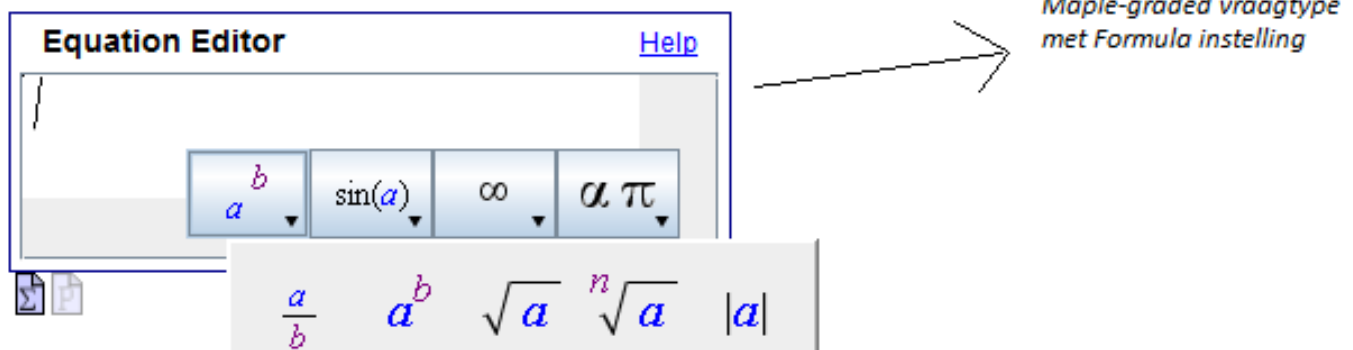 Maple-graded vraagtype
met Formula instelling
Equation Editor Help
a^b sin(a) ∞ α π
Σ P
a/b a^b √a ⁿ√a |a|